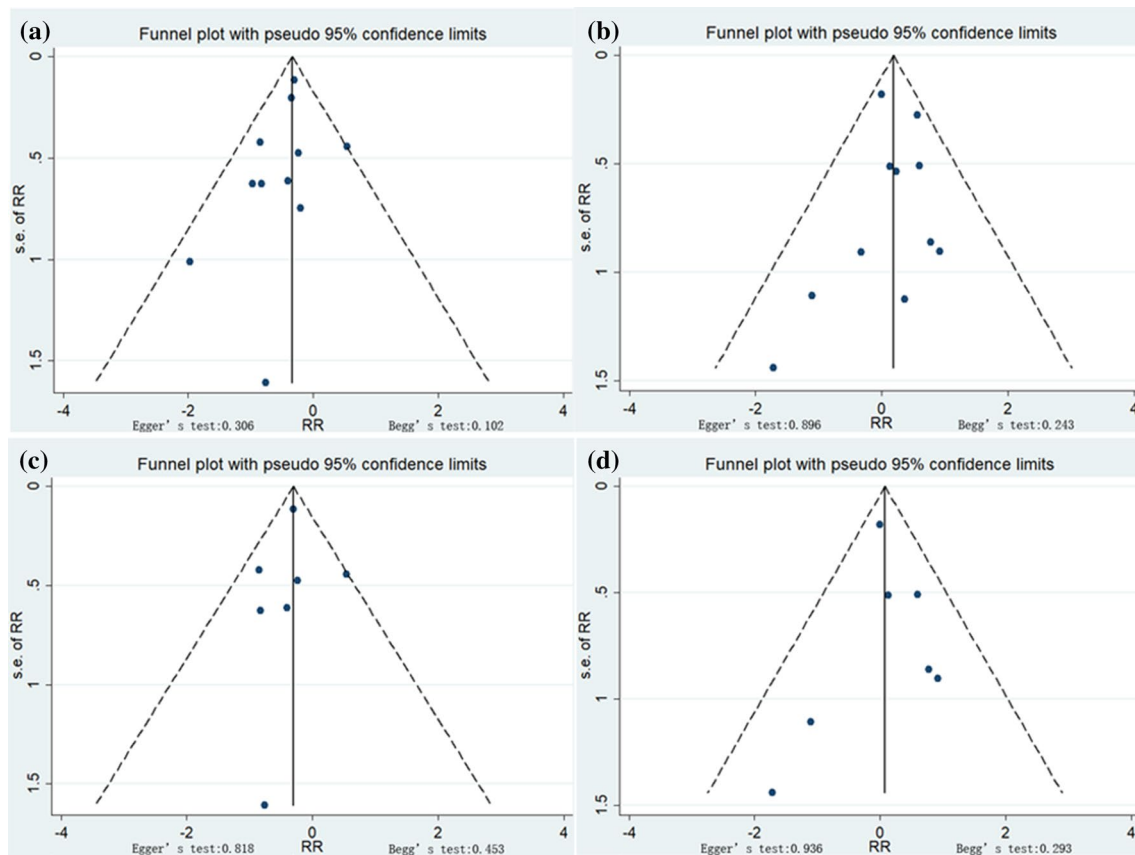 (a)
Funnel plot with pseudo 95% confidence limits
0
.5
1
1.5
s.e. of RR
-4 -2 0 2 4
RR
Egger's test:0.306 Begg's test:0.102
(b)
Funnel plot with pseudo 95% confidence limits
0
.5
1
1.5
s.e. of RR
-4 -2 0 2 4
RR
Egger's test:0.896 Begg's test:0.243
(c)
Funnel plot with pseudo 95% confidence limits
0
.5
1
1.5
s.e. of RR
-4 -2 0 2 4
RR
Egger's test:0.818 Begg's test:0.453
(d)
Funnel plot with pseudo 95% confidence limits
0
.5
1
1.5
s.e. of RR
-4 -2 0 2 4
RR
Egger's test:0.936 Begg's test:0.293